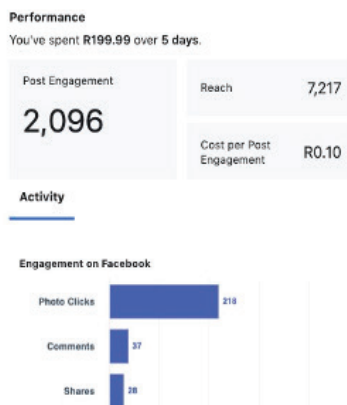 Performance
You've spent R199.99 over 5 days.
Post Engagement
2,096
Reach
7,217
Cost per Post
Engagement
R0.10
Activity
Engagement on Facebook
Photo Clicks
218
Comments
37
Shares
28